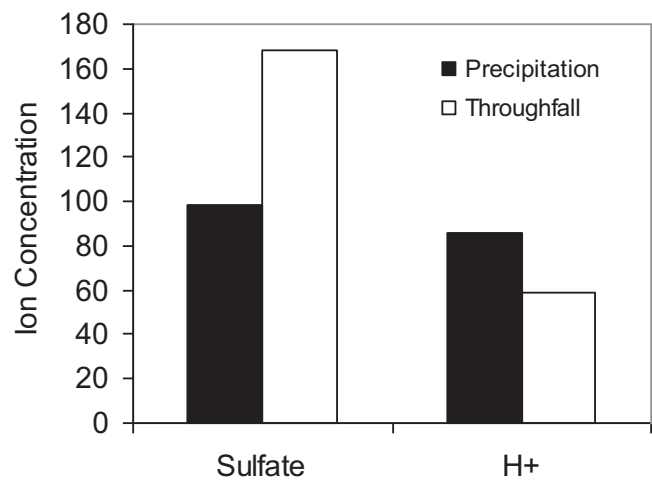 180
160
140
120
100
80
60
40
20
0
Ion Concentration
Precipitation
Throughfall
Sulfate
H+